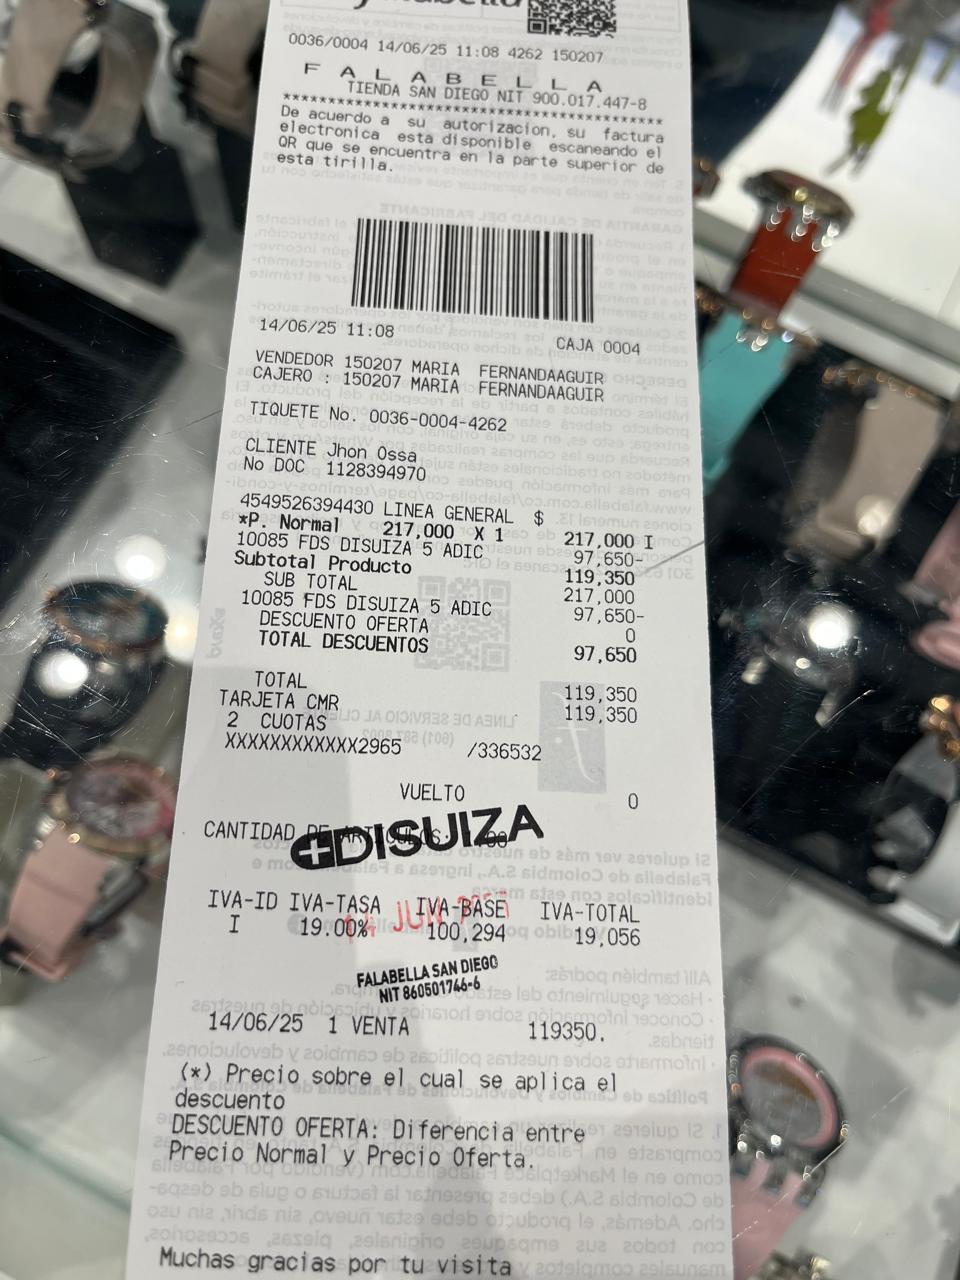 0036/0004 14/06/25 11:08 4262 150207
F A L A B E L L A
TIENDA SAN DIEGO NIT 900.017.447-8
******************************************
De acuerdo a su autorizacion, su factura
electronica esta disponible escaneando el
QR que se encuentra en la parte superior de
esta tirilla.
14/06/25 11:08 CAJA 0004
VENDEDOR 150207 MARIA FERNANDAAGUIR
CAJERO : 150207 MARIA FERNANDAAGUIR
TIQUETE No. 0036-0004-4262
CLIENTE Jhon Ossa
No DOC 1128394970
4549526394430 LINEA GENERAL $ 217,000 I
*P. Normal 217,000 X 1
10085 FDS DISUIZA 5 ADIC 97,650-
Subtotal Producto 119,350
SUB TOTAL 217,000
10085 FDS DISUIZA 5 ADIC 97,650-
DESCUENTO OFERTA 0
TOTAL DESCUENTOS 97,650
TOTAL 119,350
TARJETA CMR 119,350
2 CUOTAS
XXXXXXXXXXXX2965 /336532
VUELTO 0
CANTIDAD DE
DISUIZA
IVA-ID IVA-TASA IVA-BASE IVA-TOTAL
I 19.00% 100,294 19,056
14 JUN
FALABELLA SAN DIEGO
NIT 860501746-6
14/06/25 1 VENTA 119350.
(*) Precio sobre el cual se aplica el
descuento
DESCUENTO OFERTA: Diferencia entre
Precio Normal y Precio Oferta.
Muchas gracias por tu visita